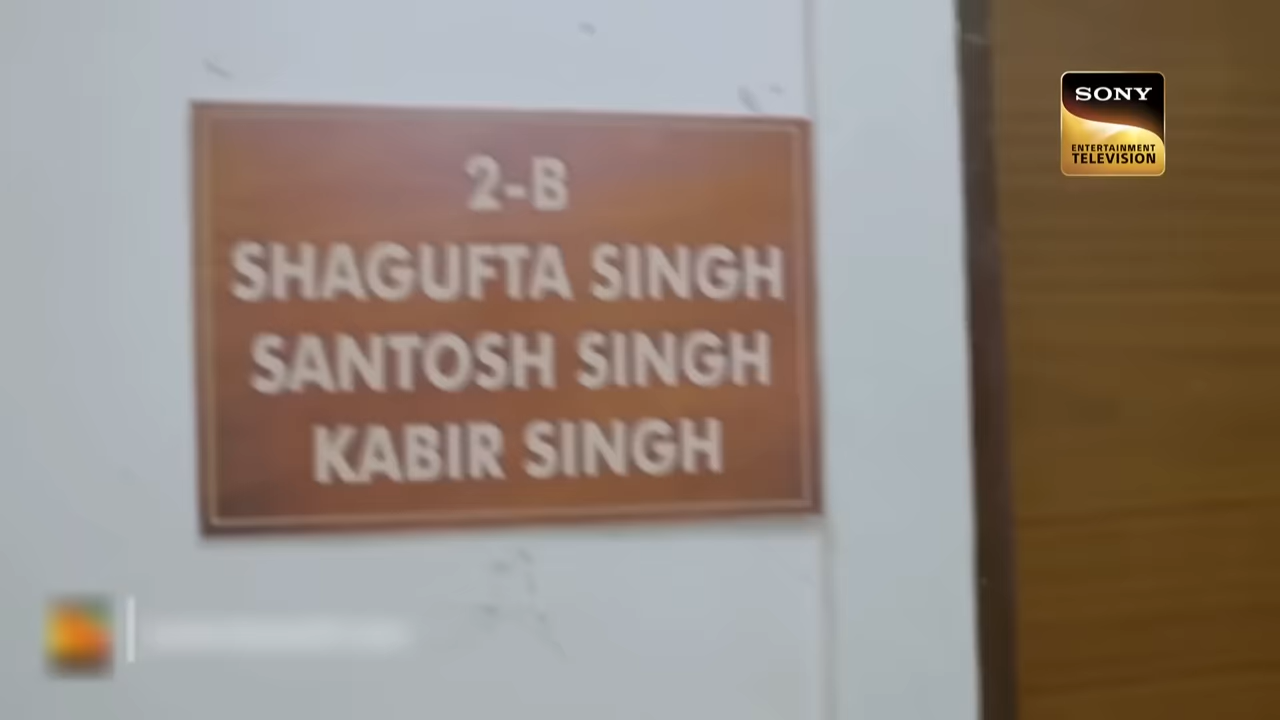 2-B
SHAGUFTA SINGH
SANTOSH SINGH
KABIR SINGH
SONY
ENTERTAINMENT
TELEVISION